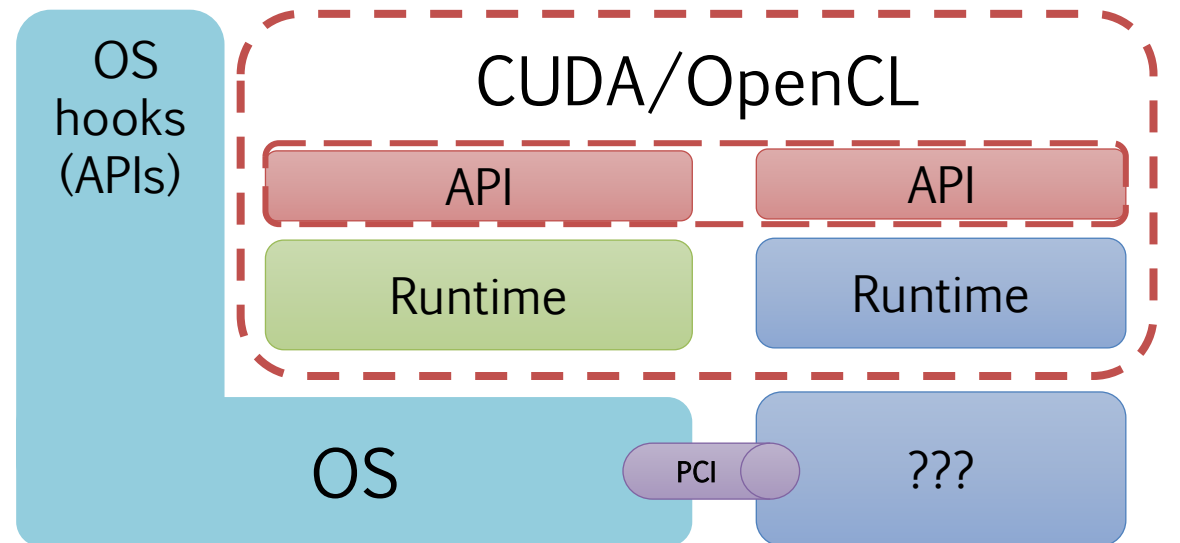 OS
hooks
(APIs)
CUDA/OpenCL
API
API
Runtime
Runtime
OS
PCI
???